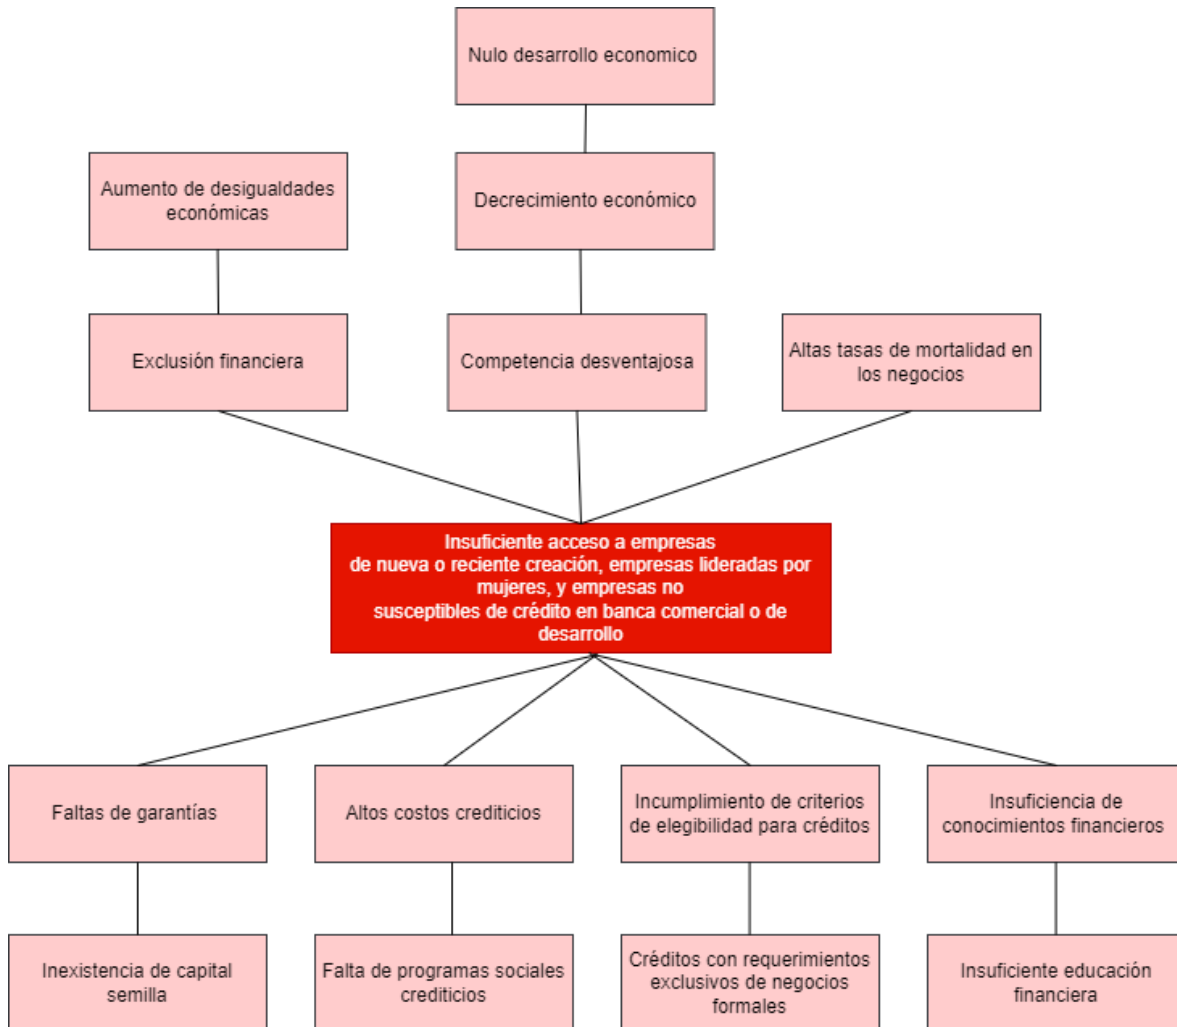 Nulo desarrollo economico
Aumento de desigualdades
económicas
Decrecimiento económico
Exclusión financiera
Competencia desventajosa
Altas tasas de mortalidad en
los negocios
Insuficiente acceso a empresas
de nueva o reciente creación, empresas lideradas por
mujeres, y empresas no
susceptibles de crédito en banca comercial o de
desarrollo
Faltas de garantías
Altos costos crediticios
Incumplimiento de criterios
de elegibilidad para créditos
Insuficiencia de
conocimientos financieros
Inexistencia de capital
semilla
Falta de programas sociales
crediticios
Créditos con requerimientos
exclusivos de negocios
formales
Insuficiente educación
financiera